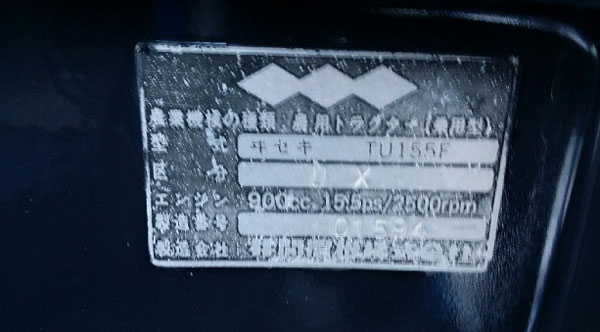 農業機械の種類 乗用トラクター(兼用型)
型式 ヰセキ TU155F
区分 D X
エンジン 900cc, 15.5ps/2500rpm
製造番号 01594
製造会社